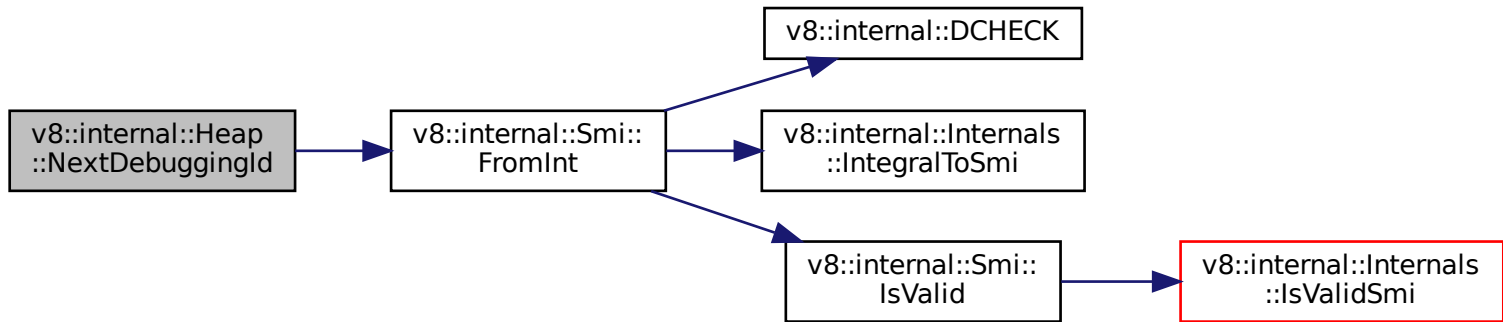 v8::internal::Heap
::NextDebuggingId
v8::internal::Smi::
FromInt
v8::internal::DCHECK
v8::internal::Internals
::IntegralToSmi
v8::internal::Smi::
IsValid
v8::internal::Internals
::IsValidSmi